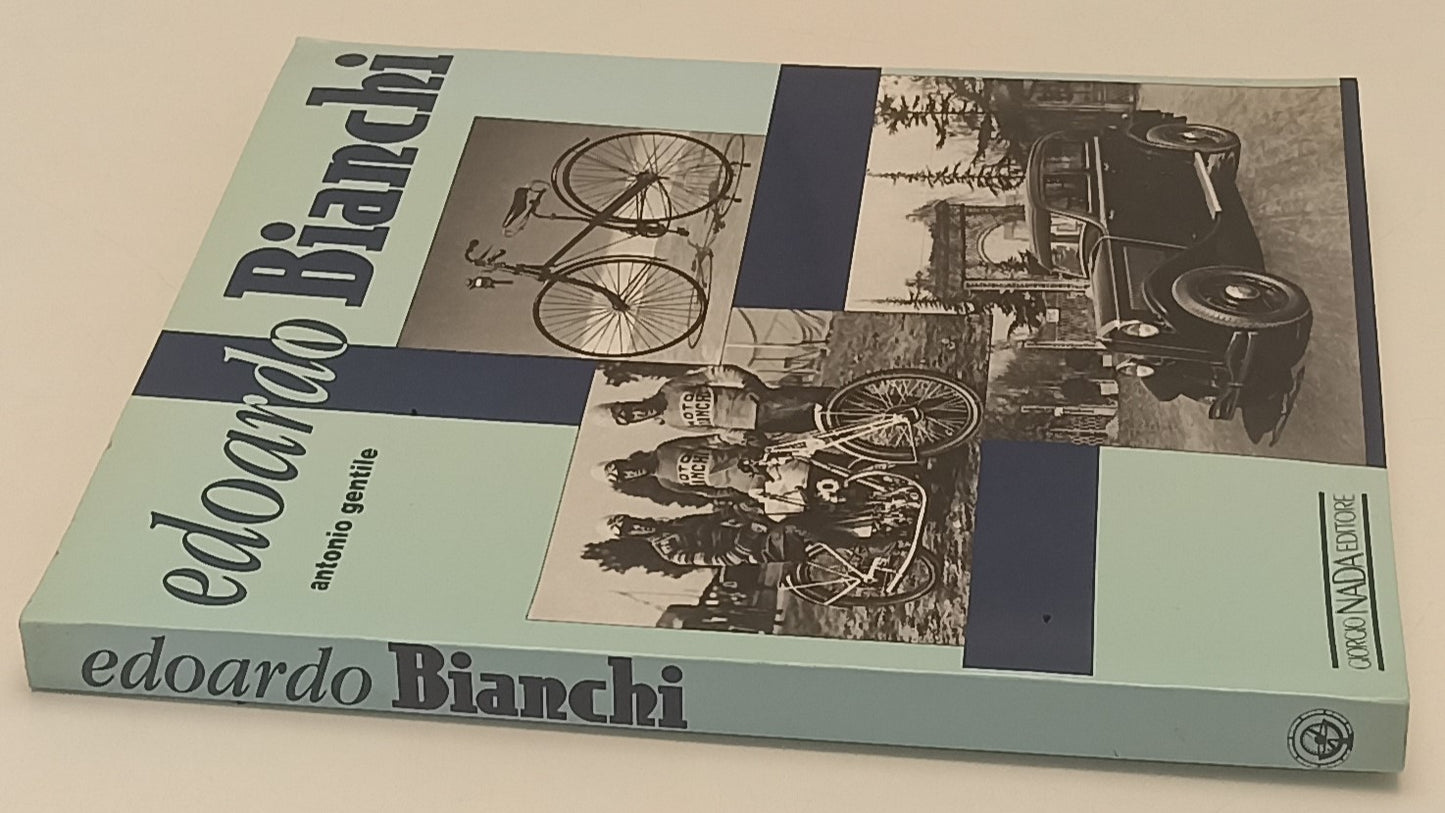 edoardo Bianchi
antonio gentile
MOTO
BIANCHI
GIORGIO NADA EDITORE
edoardo Bianchi